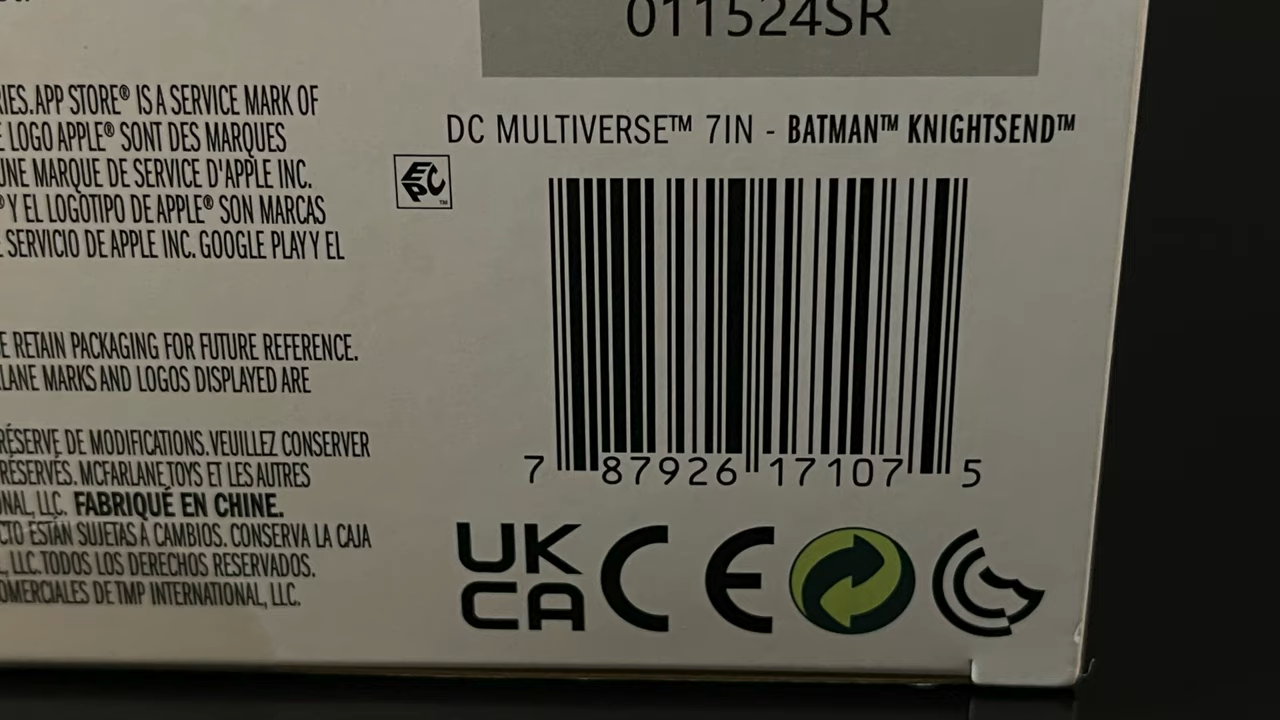 011524SR
IES. APP STORE® IS A SERVICE MARK OF
LOGO APPLE® SONT DES MARQUES
UNE MARQUE DE SERVICE D'APPLE INC.
® Y EL LOGOTIPO DE APPLE® SON MARCAS
SERVICIO DE APPLE INC. GOOGLE PLAY Y EL
E RETAIN PACKAGING FOR FUTURE REFERENCE.
LANE MARKS AND LOGOS DISPLAYED ARE
RÉSERVE DE MODIFICATIONS. VEUILLEZ CONSERVER
RÉSERVÉS. MCFARLANE TOYS ET LES AUTRES
ONAL, LLC. FABRIQUÉ EN CHINE.
CTO ESTÁN SUJETAS A CAMBIOS. CONSERVA LA CAJA
, LLC. TODOS LOS DERECHOS RESERVADOS.
OMERCIALES DE TMP INTERNATIONAL, LLC.
DC MULTIVERSE™ 7IN - BATMAN™ KNIGHTSEND™
EPC™
7 87926 17107 5
UK
CA
CE